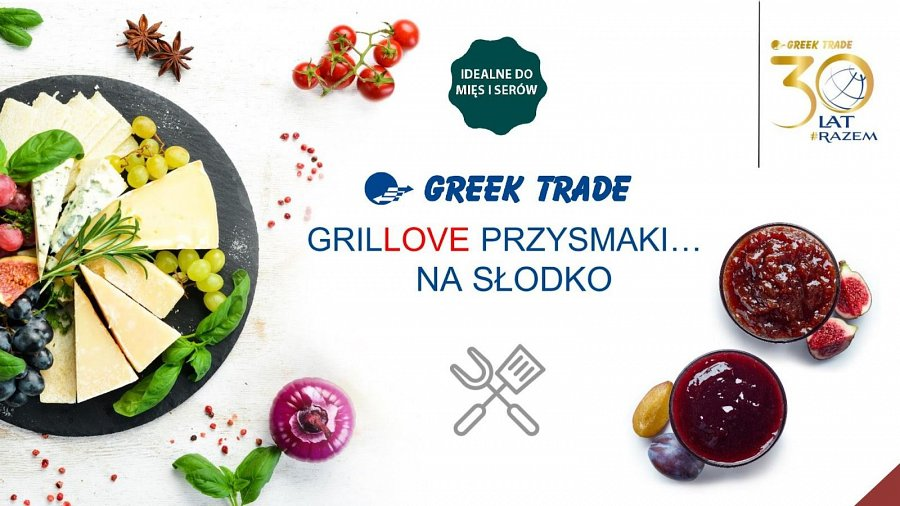 IDEALNE DO
MIĘS I SERÓW
GREEK TRADE
30
LAT
#RAZEM
GREEK TRADE
GRILLOVE PRZYSMAKI...
NA SŁODKO